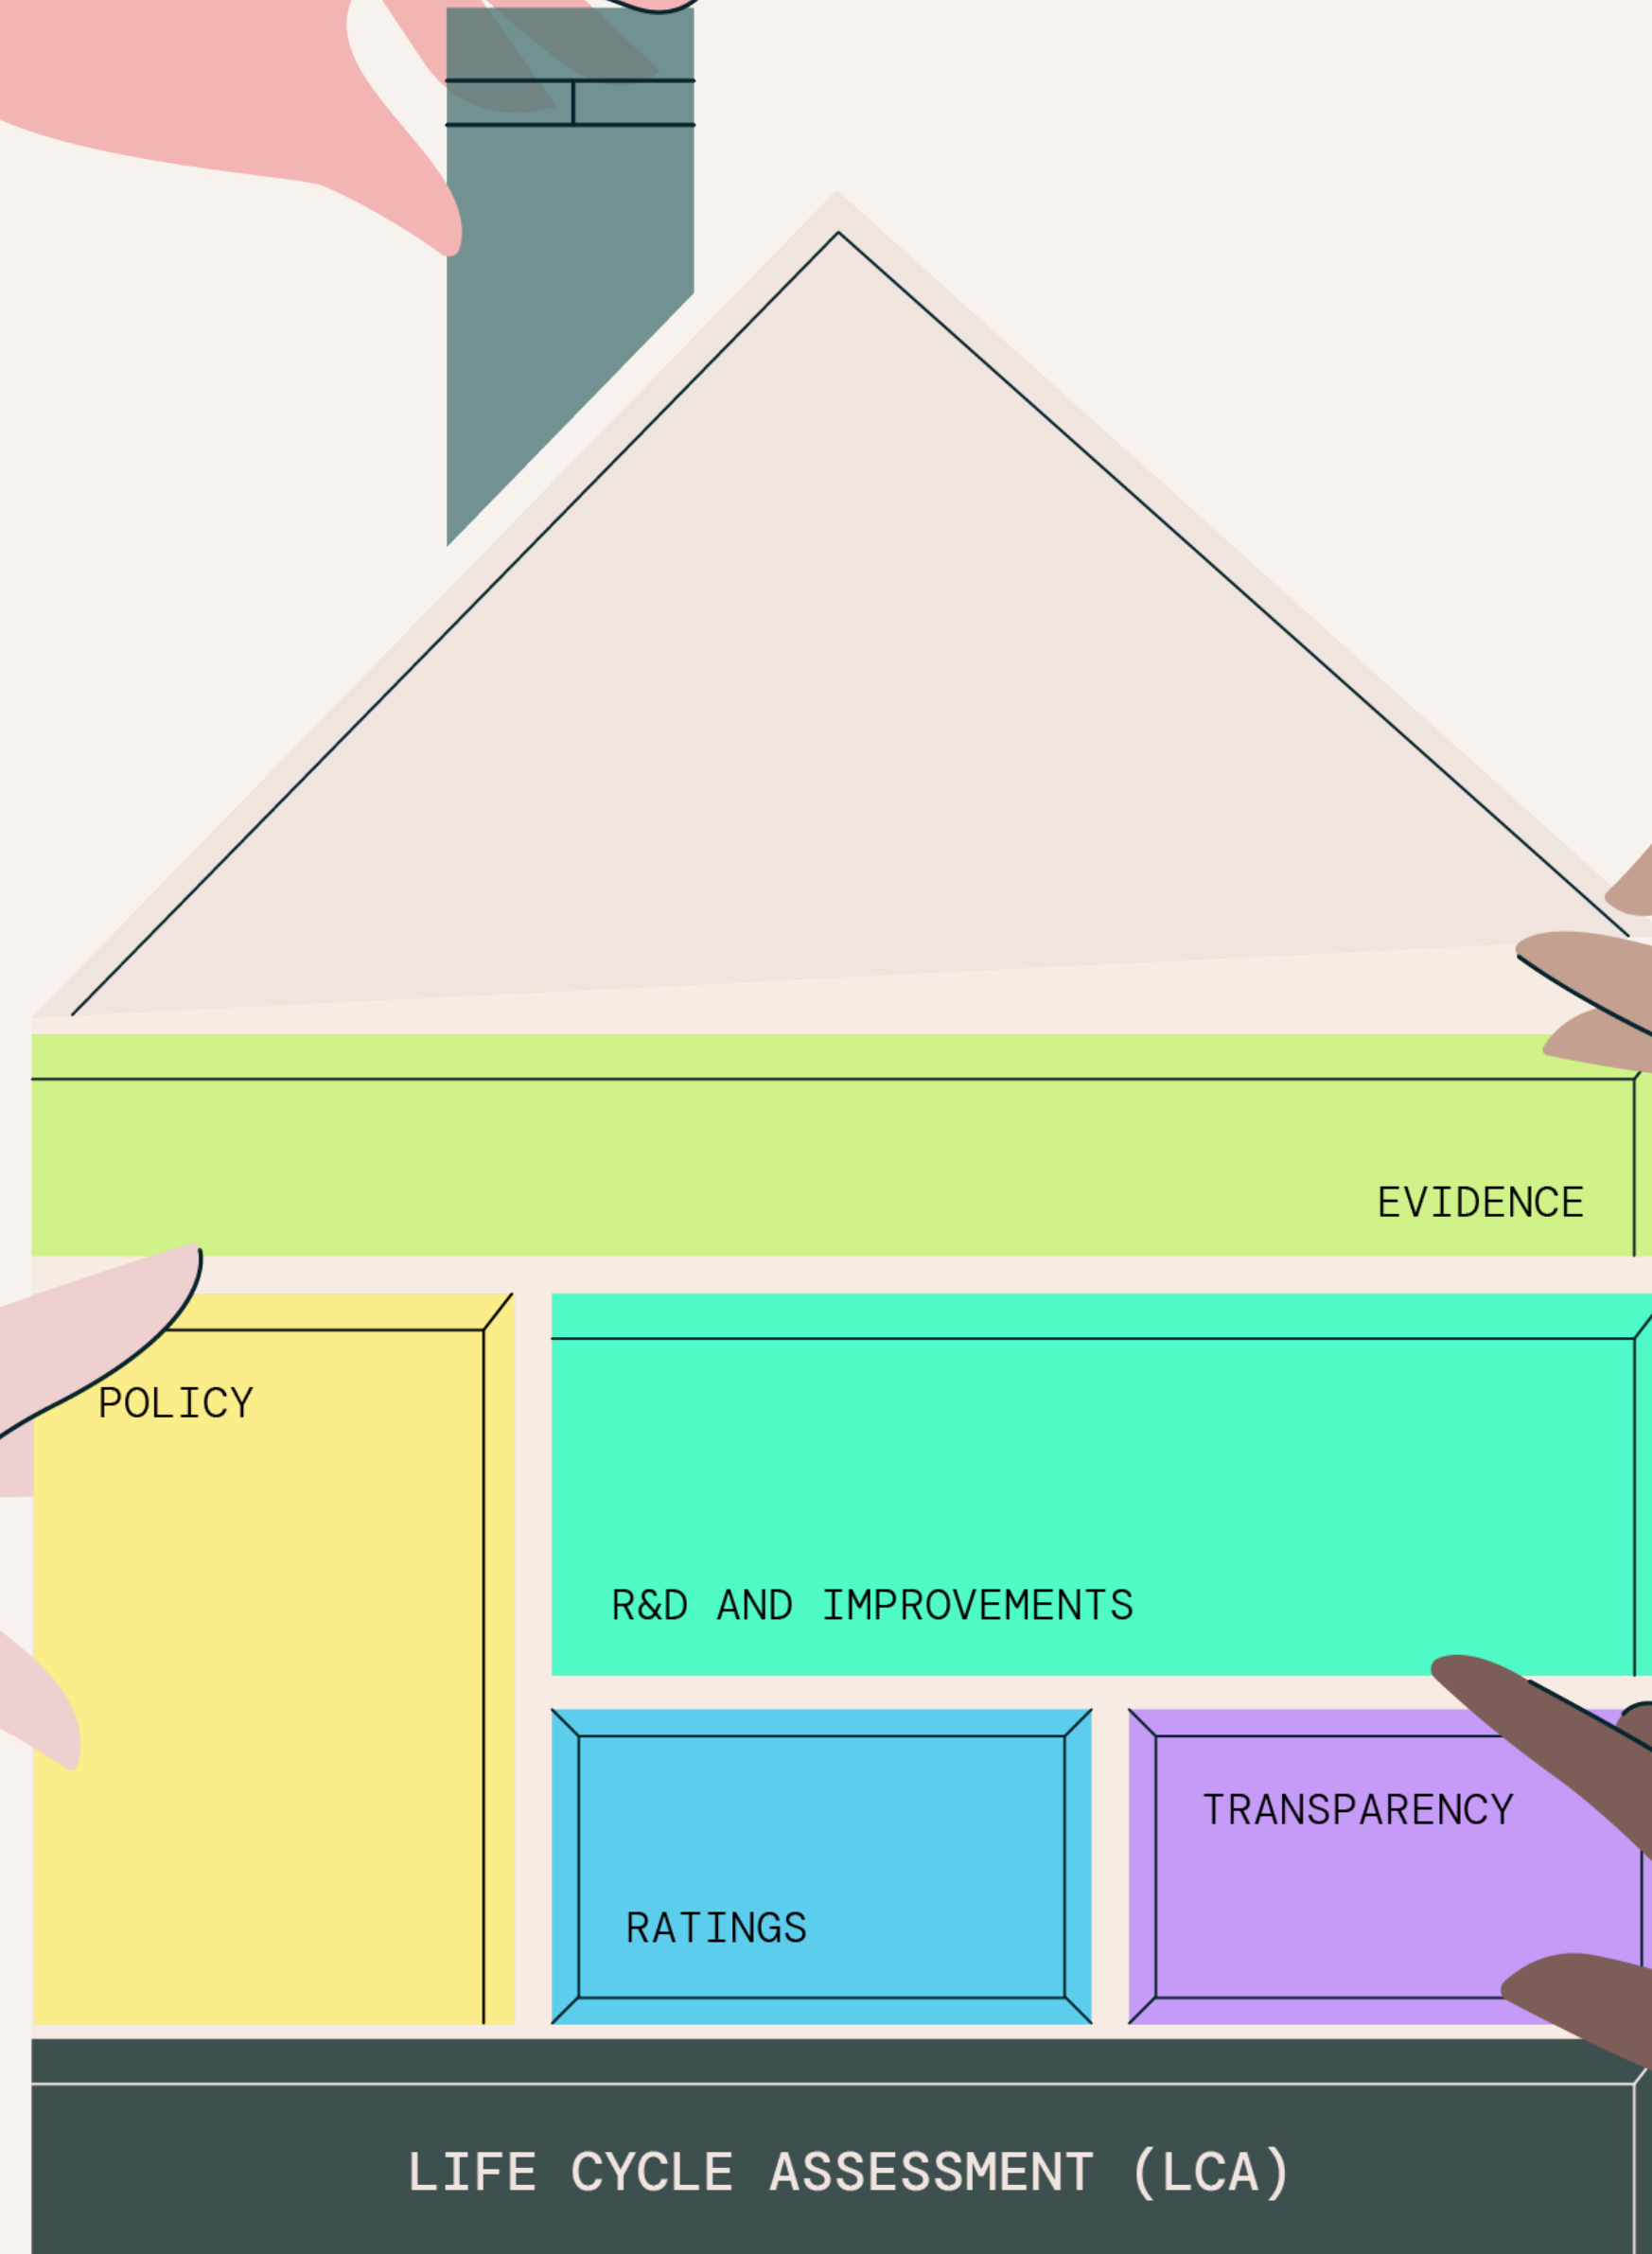 EVIDENCE
POLICY
R&D AND IMPROVEMENTS
TRANSPARENCY
RATINGS
LIFE CYCLE ASSESSMENT (LCA)